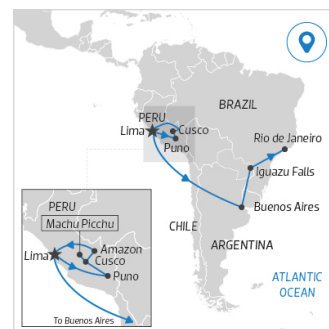 BRAZIL
PERU
Lima
Cusco
Puno
Rio de Janeiro
Iguazu Falls
Buenos Aires
CHILE
ARGENTINA
ATLANTIC
OCEAN
PERU
Machu Picchu
Amazon
Lima
Cusco
Puno
To Buenos Aires